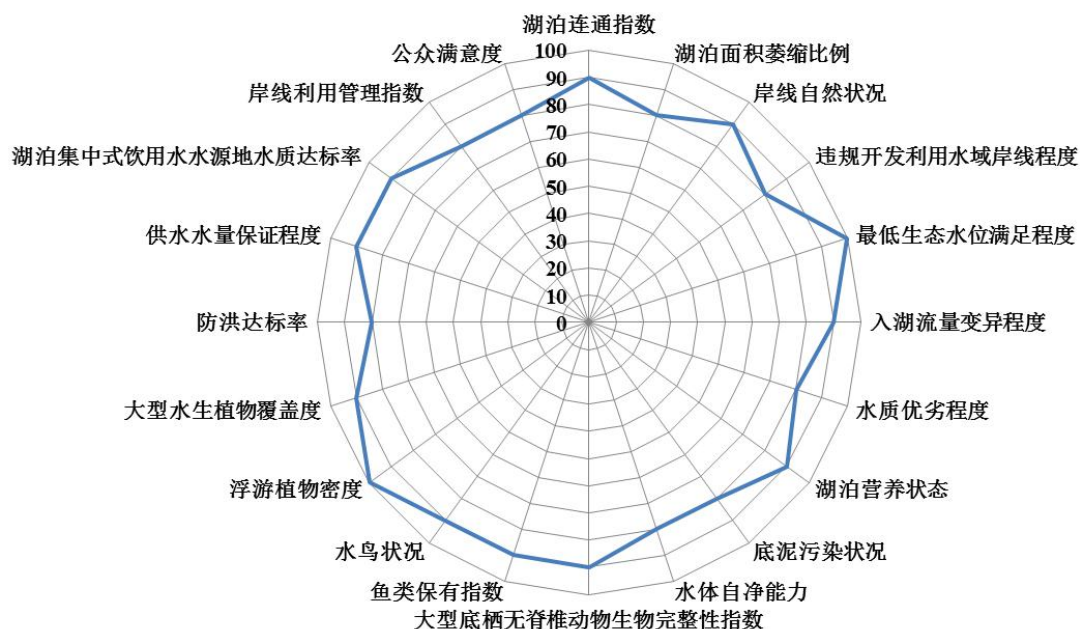 湖泊连通指数
湖泊面积萎缩比例
岸线自然状况
违规开发利用水域岸线程度
最低生态水位满足程度
入湖流量变异程度
水质优劣程度
湖泊营养状态
底泥污染状况
水体自净能力
大型底栖无脊椎动物生物完整性指数
鱼类保有指数
水鸟状况
浮游植物密度
大型水生植物覆盖度
防洪达标率
供水水量保证程度
湖泊集中式饮用水水源地水质达标率
岸线利用管理指数
公众满意度
100
90
80
70
60
50
40
30
20
10
0